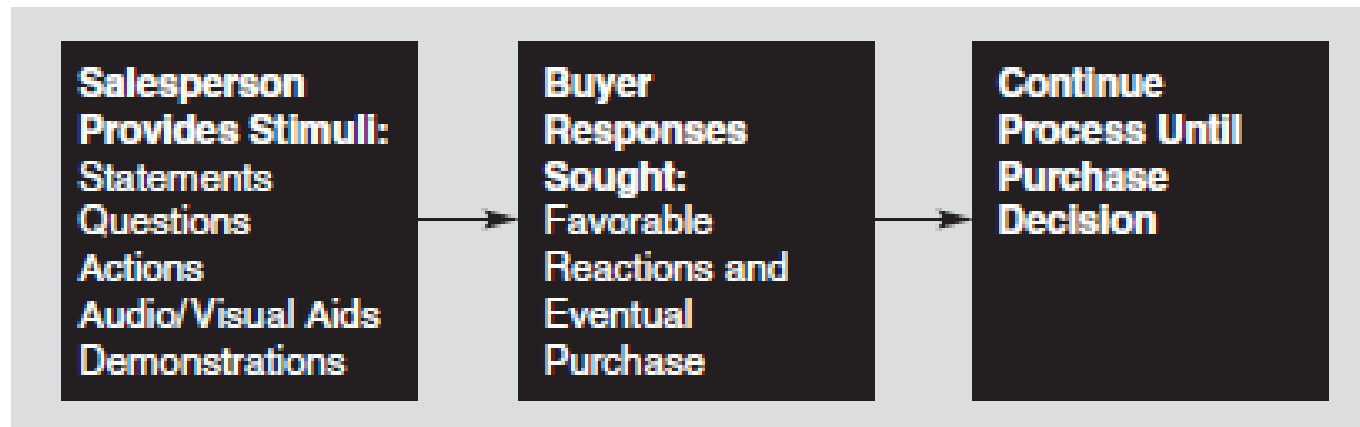 Salesperson
Provides Stimuli:
Statements
Questions
Actions
Audio/Visual Aids
Demonstrations
Buyer
Responses
Sought:
Favorable
Reactions and
Eventual
Purchase
Continue
Process Until
Purchase
Decision